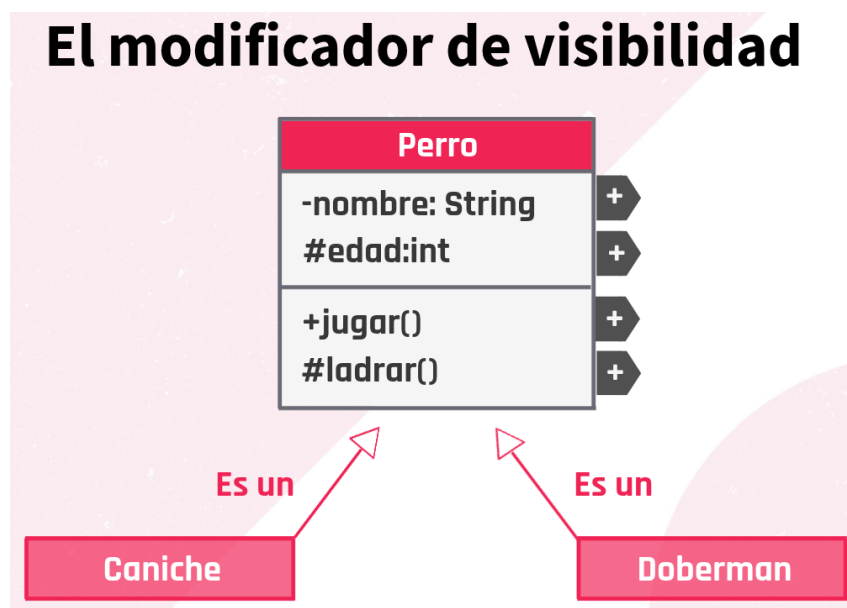 El modificador de visibilidad
Perro
-nombre: String
+
#edad:int
+
+jugar()
+
#ladrar()
+
Es un
Es un
Caniche
Doberman